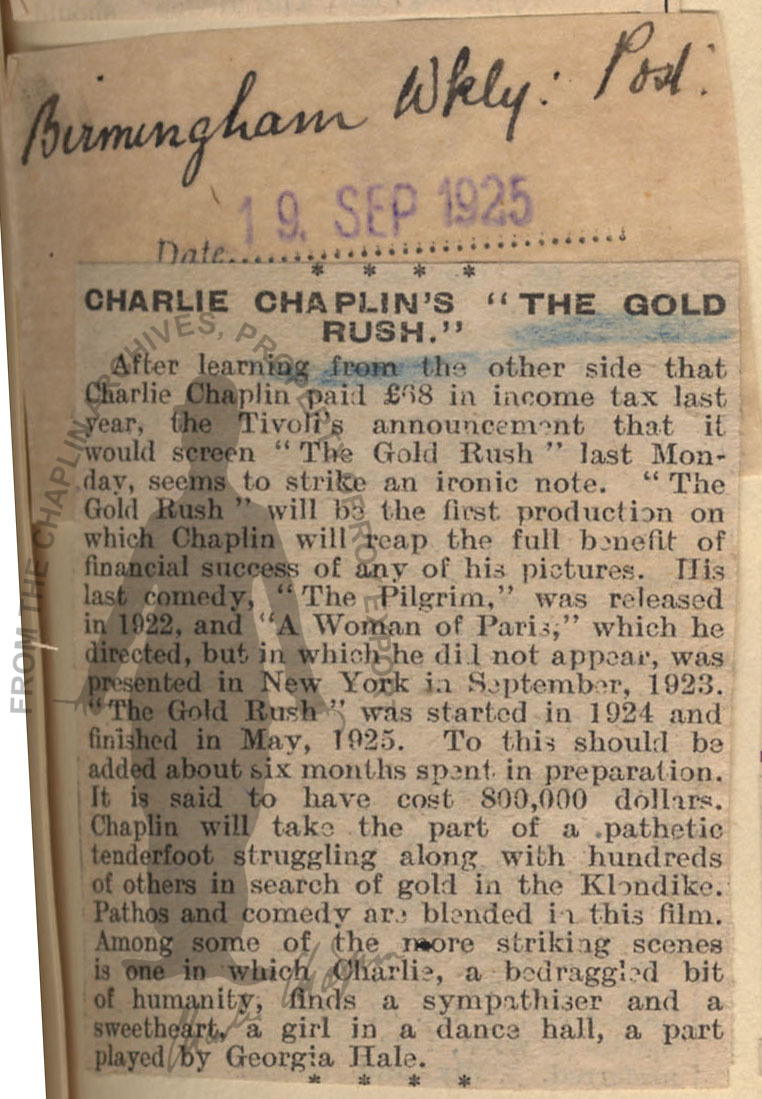 Birmingham Wkly: Post.
19. SEP 1925
Date..............................
* * * *
CHARLIE CHAPLIN'S "THE GOLD
RUSH."
After learning from the other side that
Charlie Chaplin paid £68 in income tax last
year, the Tivoli's announcement that it
would screen "The Gold Rush" last Mon-
day, seems to strike an ironic note. "The
Gold Rush" will be the first production on
which Chaplin will reap the full benefit of
financial success of any of his pictures. His
last comedy, "The Pilgrim," was released
in 1922, and "A Woman of Paris," which he
directed, but in which he did not appear, was
presented in New York in September, 1923.
"The Gold Rush" was started in 1924 and
finished in May, 1925. To this should be
added about six months spent in preparation.
It is said to have cost 800,000 dollars.
Chaplin will take the part of a pathetic
tenderfoot struggling along with hundreds
of others in search of gold in the Klondike.
Pathos and comedy are blended in this film.
Among some of the more striking scenes
is one in which Charlie, a bedraggled bit
of humanity, finds a sympathiser and a
sweetheart, a girl in a dance hall, a part
played by Georgia Hale.
* * * *
FROM THE CHAPLIN ARCHIVES, PROPERTY OF ROY EXPORT